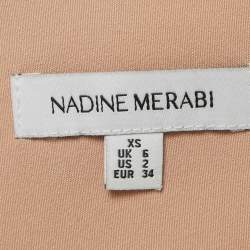 NADINE MERABI
XS
UK 6
US 2
EUR 34